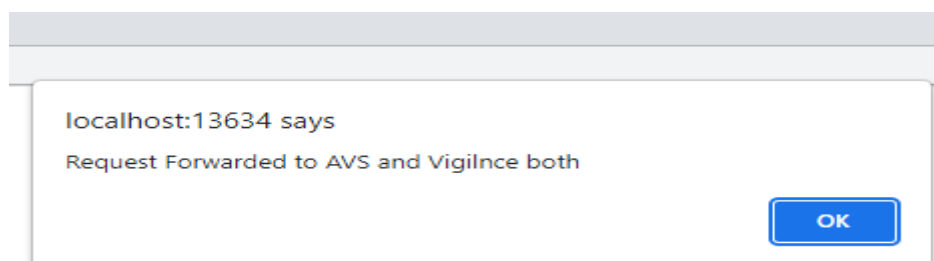 localhost:13634 says
Request Forwarded to AVS and Vigilnce both
OK